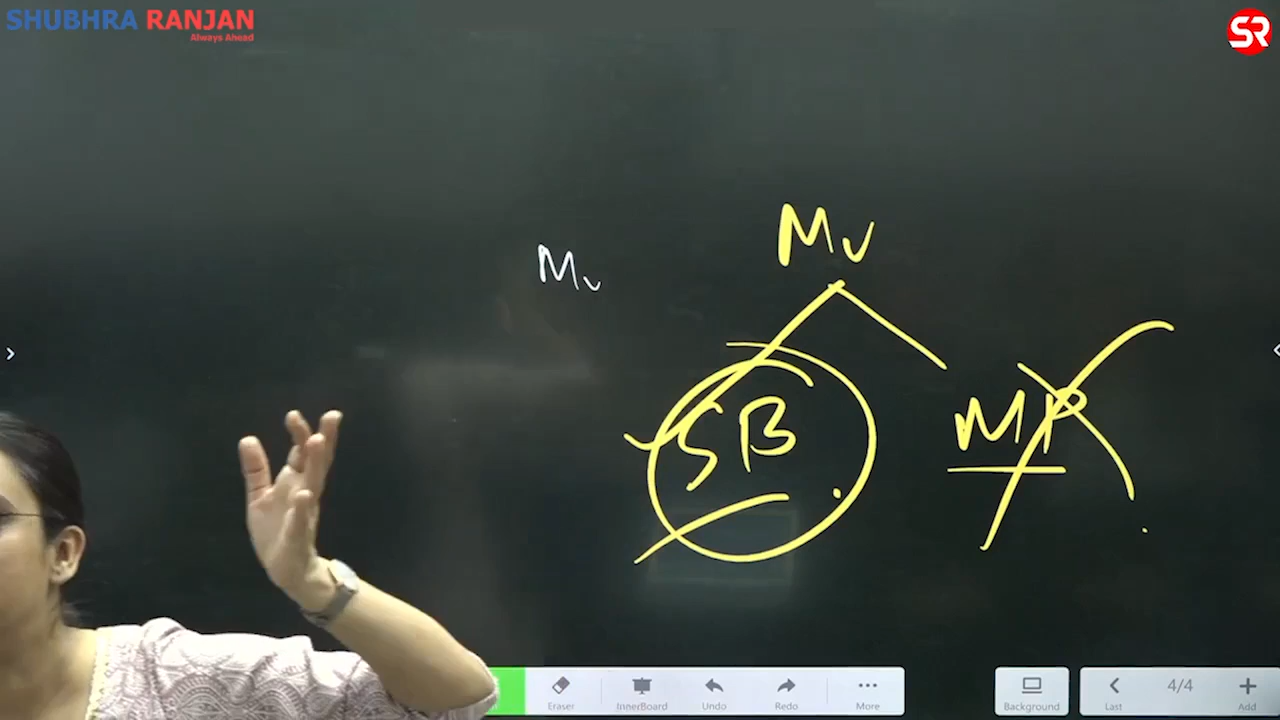 SHUBHRA RANJAN
Always Ahead
SR
Mv
Mv
SB
MP
Eraser
InnerBoard
Undo
Redo
More
Background
Last
4/4
Add